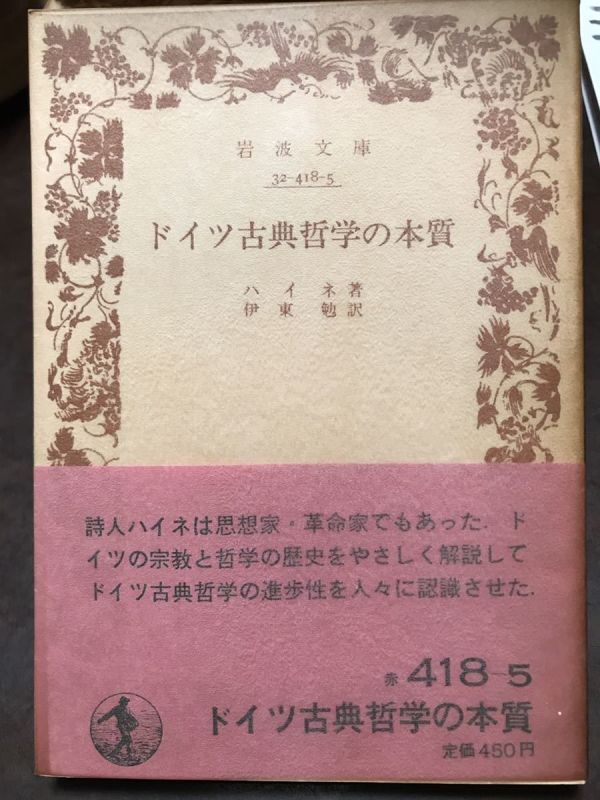 岩波文庫
32-418-5
ドイツ古典哲学の本質
ハイネ著
伊東勉訳
詩人ハイネは思想家・革命家でもあった. ド
イツの宗教と哲学の歴史をやさしく解説して
ドイツ古典哲学の進歩性を人々に認識させた.
赤 418-5
ドイツ古典哲学の本質
定価450円